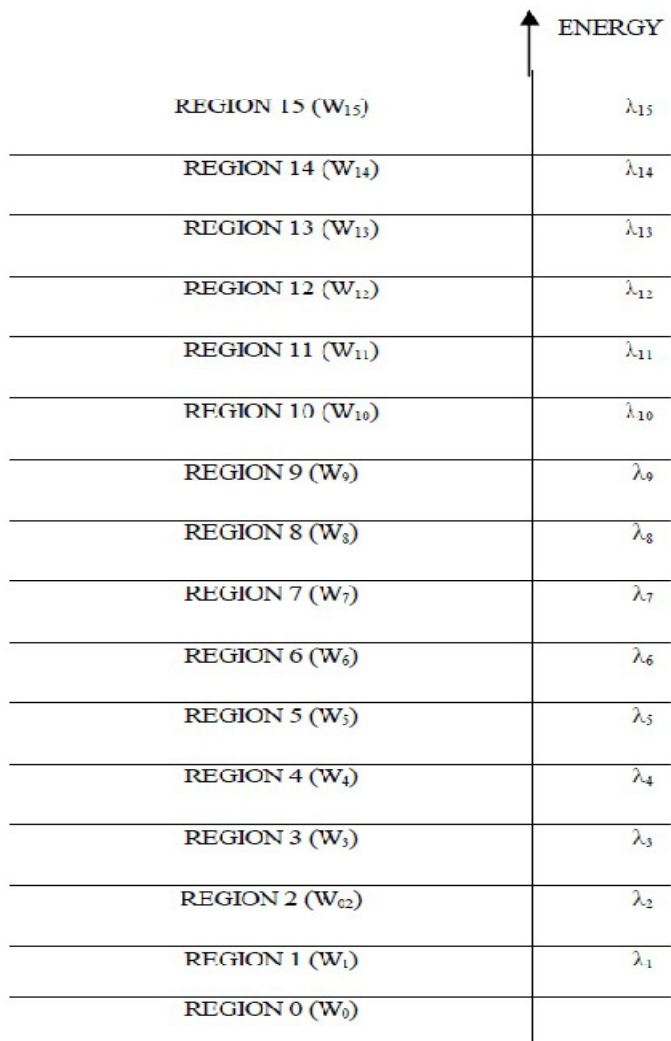 ENERGY
REGION 15 (W₁₅) λ₁₅
REGION 14 (W₁₄) λ₁₄
REGION 13 (W₁₃) λ₁₃
REGION 12 (W₁₂) λ₁₂
REGION 11 (W₁₁) λ₁₁
REGION 10 (W₁₀) λ₁₀
REGION 9 (W₉) λ₉
REGION 8 (W₈) λ₈
REGION 7 (W₇) λ₇
REGION 6 (W₆) λ₆
REGION 5 (W₅) λ₅
REGION 4 (W₄) λ₄
REGION 3 (W₃) λ₃
REGION 2 (W₀₂) λ₂
REGION 1 (W₁) λ₁
REGION 0 (W₀)